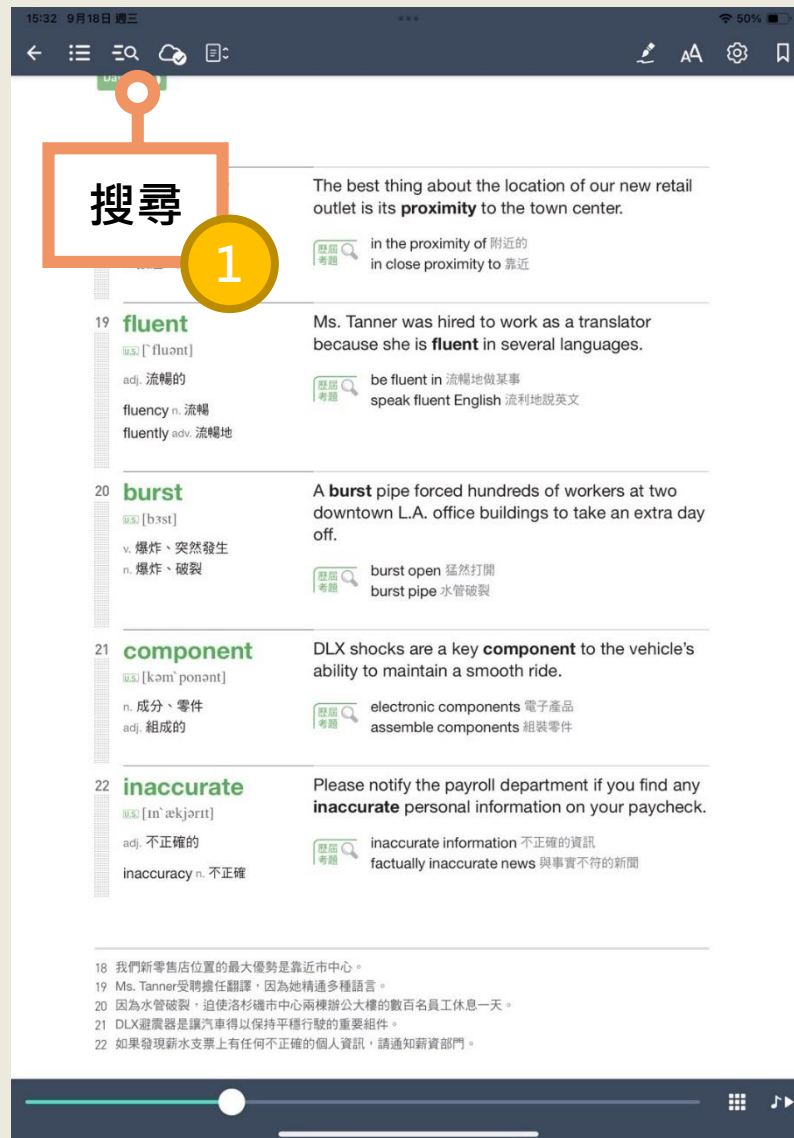 15:32 9月18日 週三
50%
AA
搜尋
1
The best thing about the location of our new retail
outlet is its proximity to the town center.
歷屆考題
in the proximity of 附近的
in close proximity to 靠近
19 fluent
U.S. [ˋfluənt]
adj. 流暢的
fluency n. 流暢
fluently adv. 流暢地
Ms. Tanner was hired to work as a translator
because she is fluent in several languages.
歷屆考題
be fluent in 流暢地做某事
speak fluent English 流利地說英文
20 burst
U.S. [bɝst]
v. 爆炸、突然發生
n. 爆炸、破裂
A burst pipe forced hundreds of workers at two
downtown L.A. office buildings to take an extra day
off.
歷屆考題
burst open 猛然打開
burst pipe 水管破裂
21 component
U.S. [kəmˋponənt]
n. 成分、零件
adj. 組成的
DLX shocks are a key component to the vehicle's
ability to maintain a smooth ride.
歷屆考題
electronic components 電子產品
assemble components 組裝零件
22 inaccurate
U.S. [ɪnˋækjərɪt]
adj. 不正確的
inaccuracy n. 不正確
Please notify the payroll department if you find any
inaccurate personal information on your paycheck.
歷屆考題
inaccurate information 不正確的資訊
factually inaccurate news 與事實不符的新聞
18 我們新零售店位置的最大優勢是靠近市中心。
19 Ms. Tanner受聘擔任翻譯，因為她精通多種語言。
20 因為水管破裂，迫使洛杉磯市中心兩棟辦公大樓的數百名員工休息一天。
21 DLX避震器是讓汽車得以保持平穩行駛的重要組件。
22 如果發現薪水支票上有任何不正確的個人資訊，請通知薪資部門。